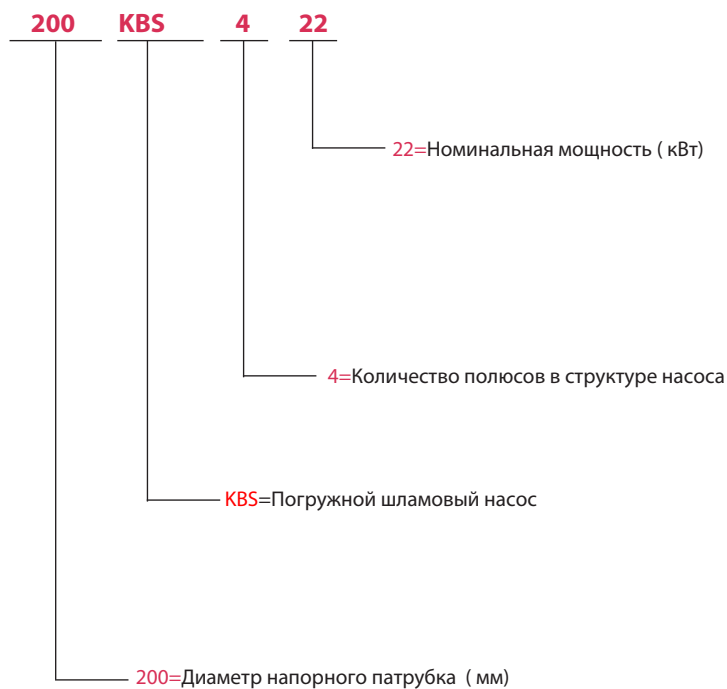 200 KBS 4 22
22=Номинальная мощность ( кВт)
4=Количество полюсов в структуре насоса
KBS=Погружной шламовый насос
200=Диаметр напорного патрубка ( мм)